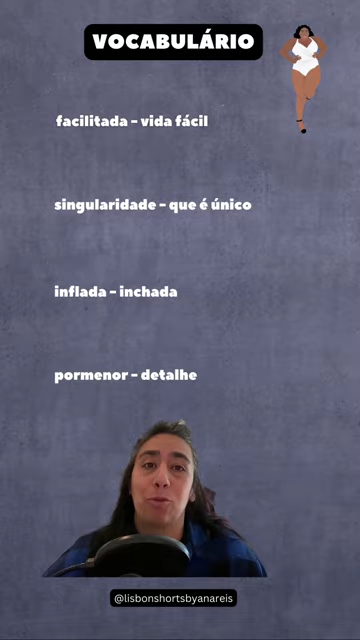 VOCABULÁRIO
facilitada - vida fácil
singularidade - que é único
inflada - inchada
pormenor - detalhe
@lisbonshortsbyanareis